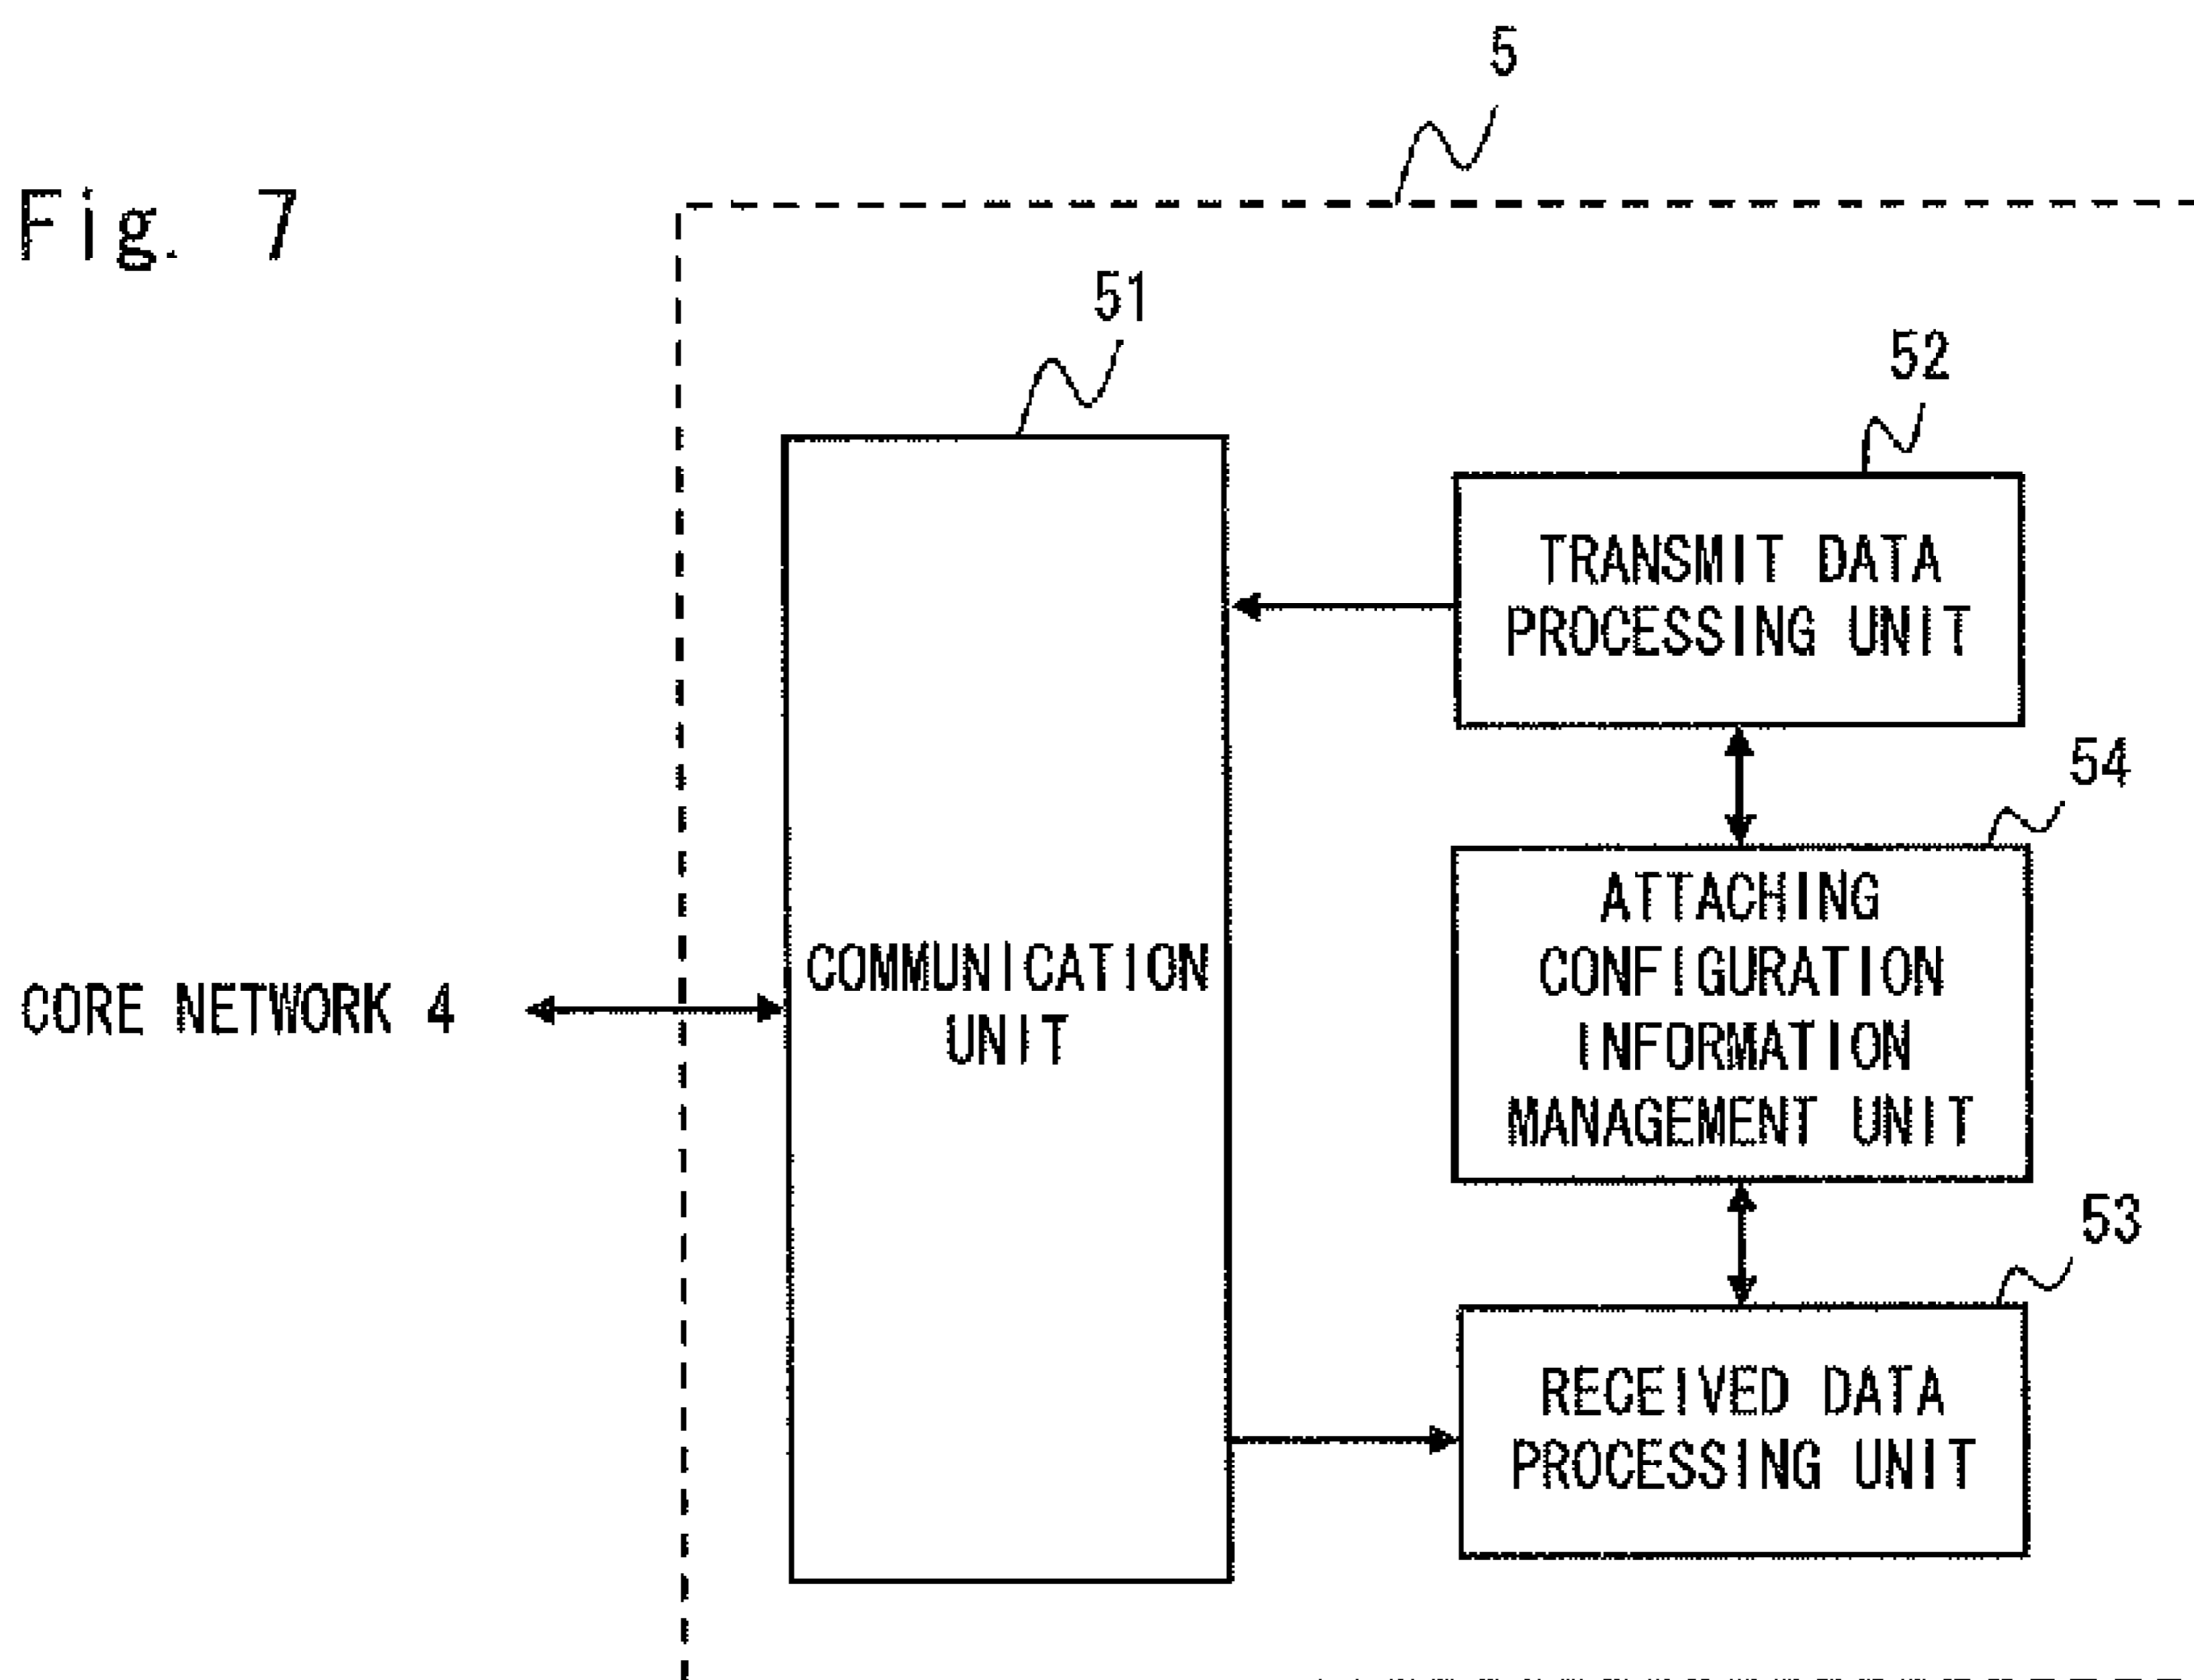 5
Fig. 7
51
52
TRANSMIT DATA
PROCESSING UNIT
54
ATTACHING
CONFIGURATION
INFORMATION
MANAGEMENT UNIT
COMMUNICATION
UNIT
CORE NETWORK 4
53
RECEIVED DATA
PROCESSING UNIT